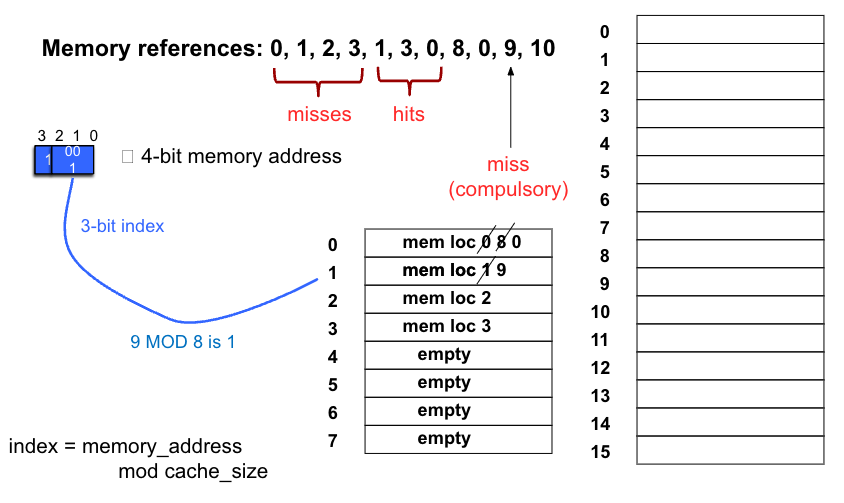 Memory references: 0, 1, 2, 3, 1, 3, 0, 8, 0, 9, 10
misses
hits
3 2 1 0
1
00
1
4-bit memory address
miss
(compulsory)
3-bit index
9 MOD 8 is 1
0 mem loc 0 8 0
1 mem loc 1 9
2 mem loc 2
3 mem loc 3
4 empty
5 empty
6 empty
7 empty
index = memory_address
mod cache_size
0
1
2
3
4
5
6
7
8
9
10
11
12
13
14
15